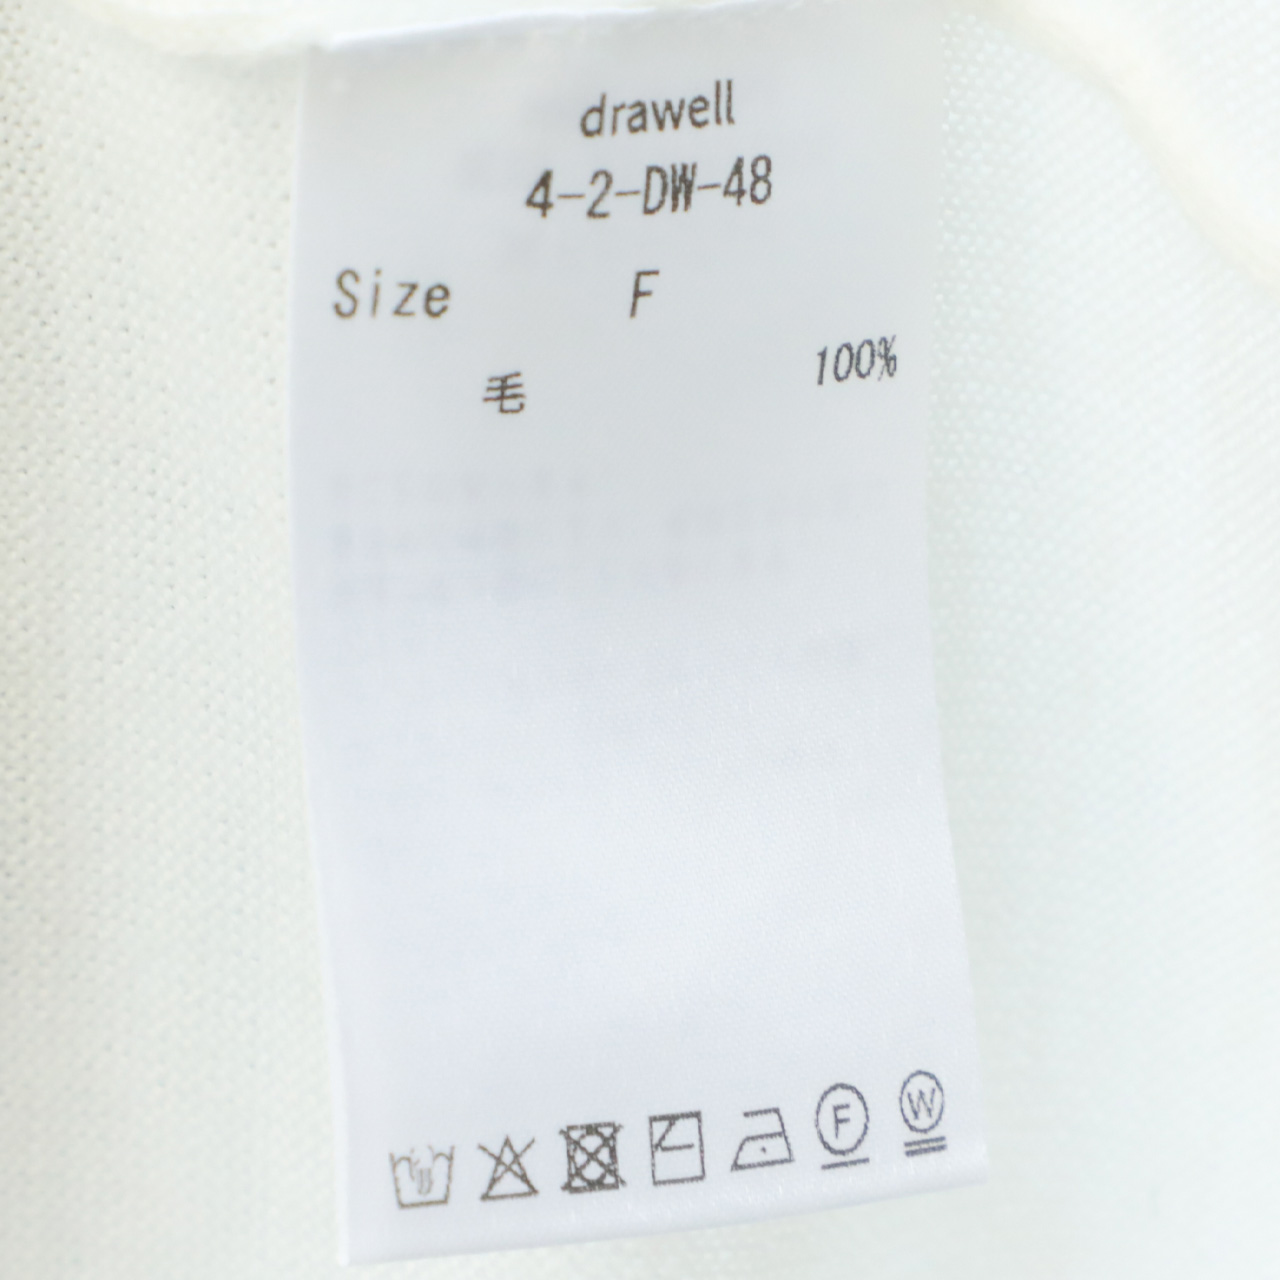 drawell
4-2-DW-48
Size F
毛 100%
F W